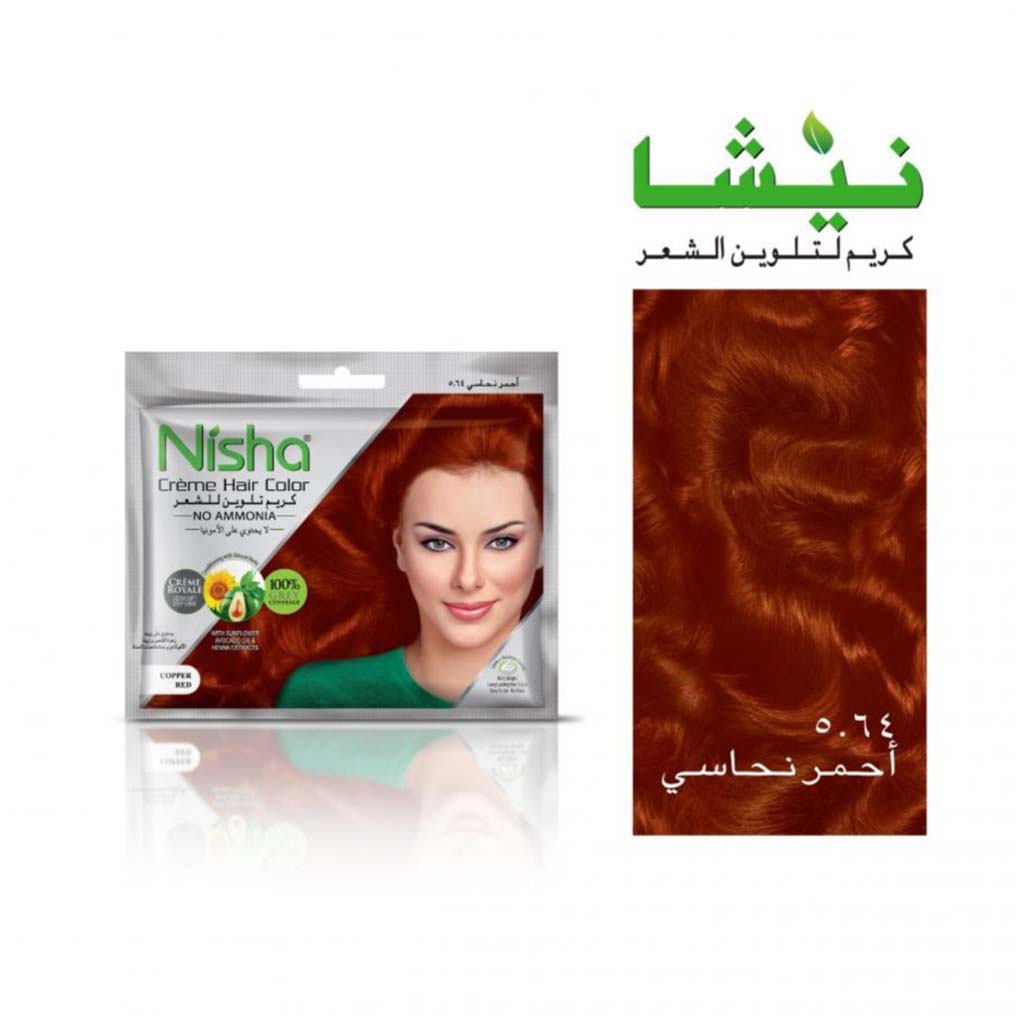 نيشا
كريم لتلوين الشعر
أحمر نحاسي ٥.٦٤
Nisha®
Crème Hair Color
كريم تلوين للشعر
NO AMMONIA
لا يحتوي على الأمونيا
CRÈME
ROYALE
100%
GREY
COVERAGE
WITH SUNFLOWER
AVOCADO OIL &
HENNA EXTRACTS
COPPER
RED
٥.٦٤
أحمر نحاسي